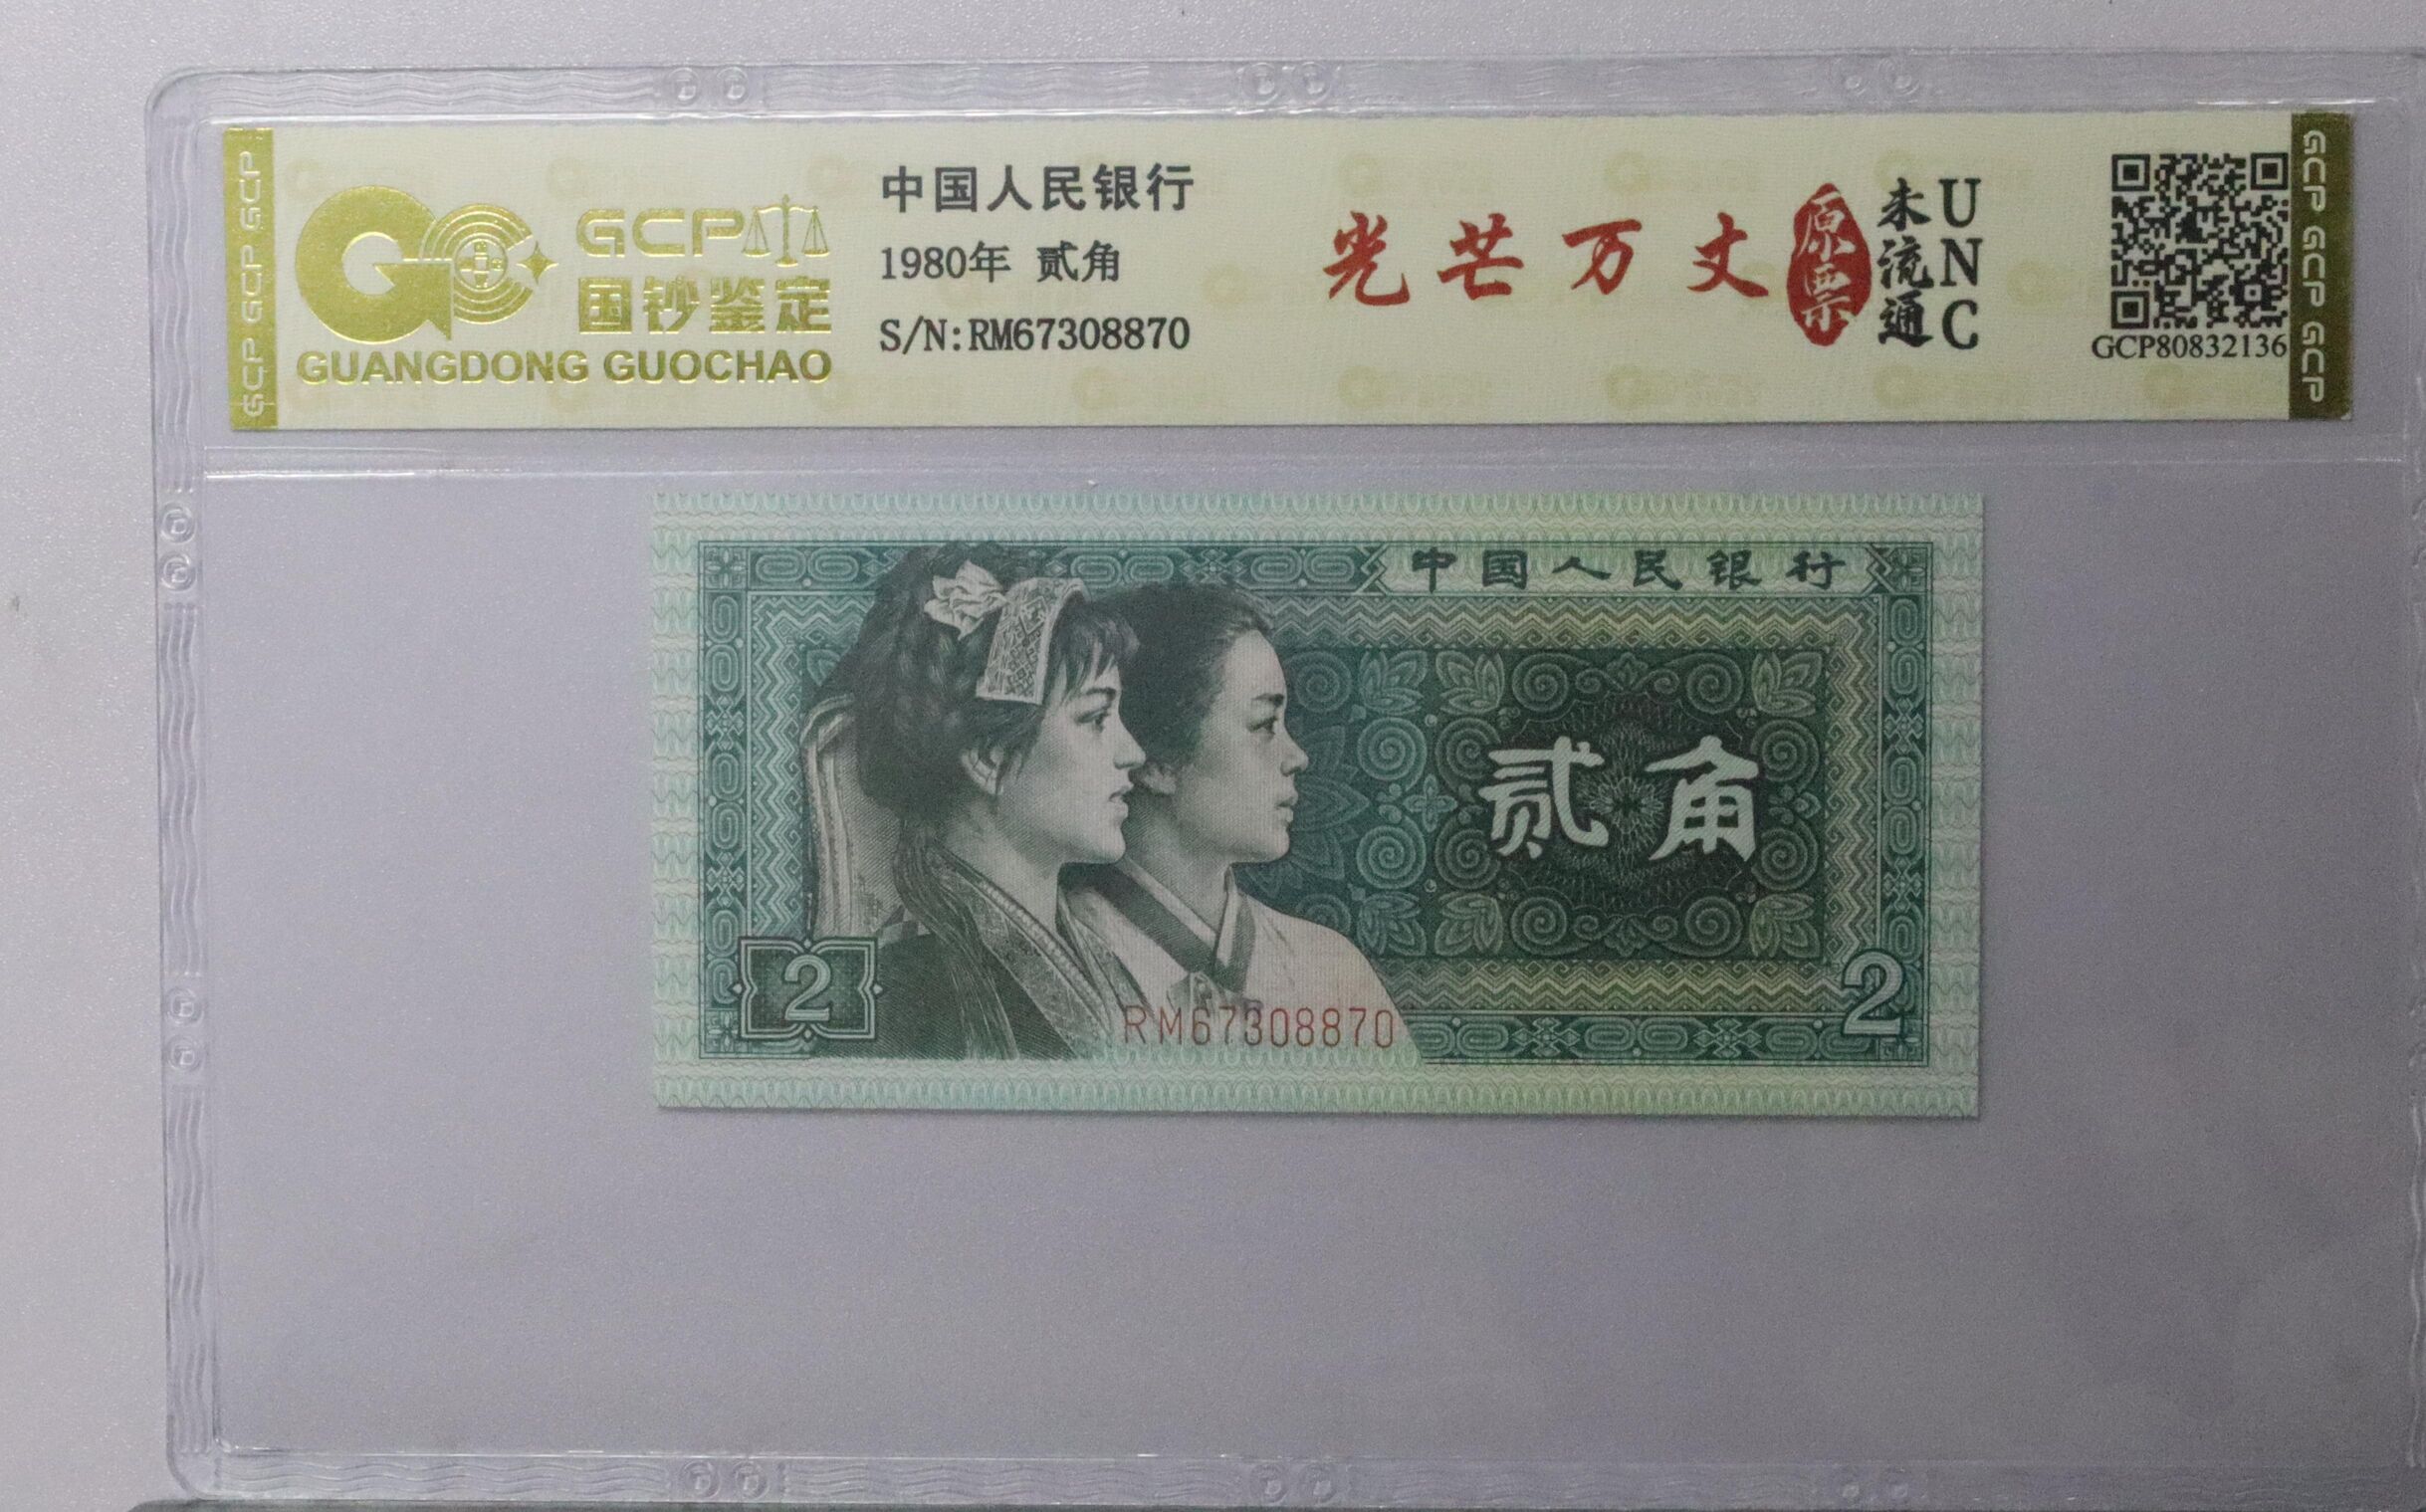 GCP GCP GCP
GCP
国钞鉴定
GUANGDONG GUOCHAO
中国人民银行
1980年 贰角
S/N:RM67308870
光芒万丈
原票
未流通
UNC
GCP80832136
GCP GCP GCP
中国人民银行
贰角
2
RM67308870
2